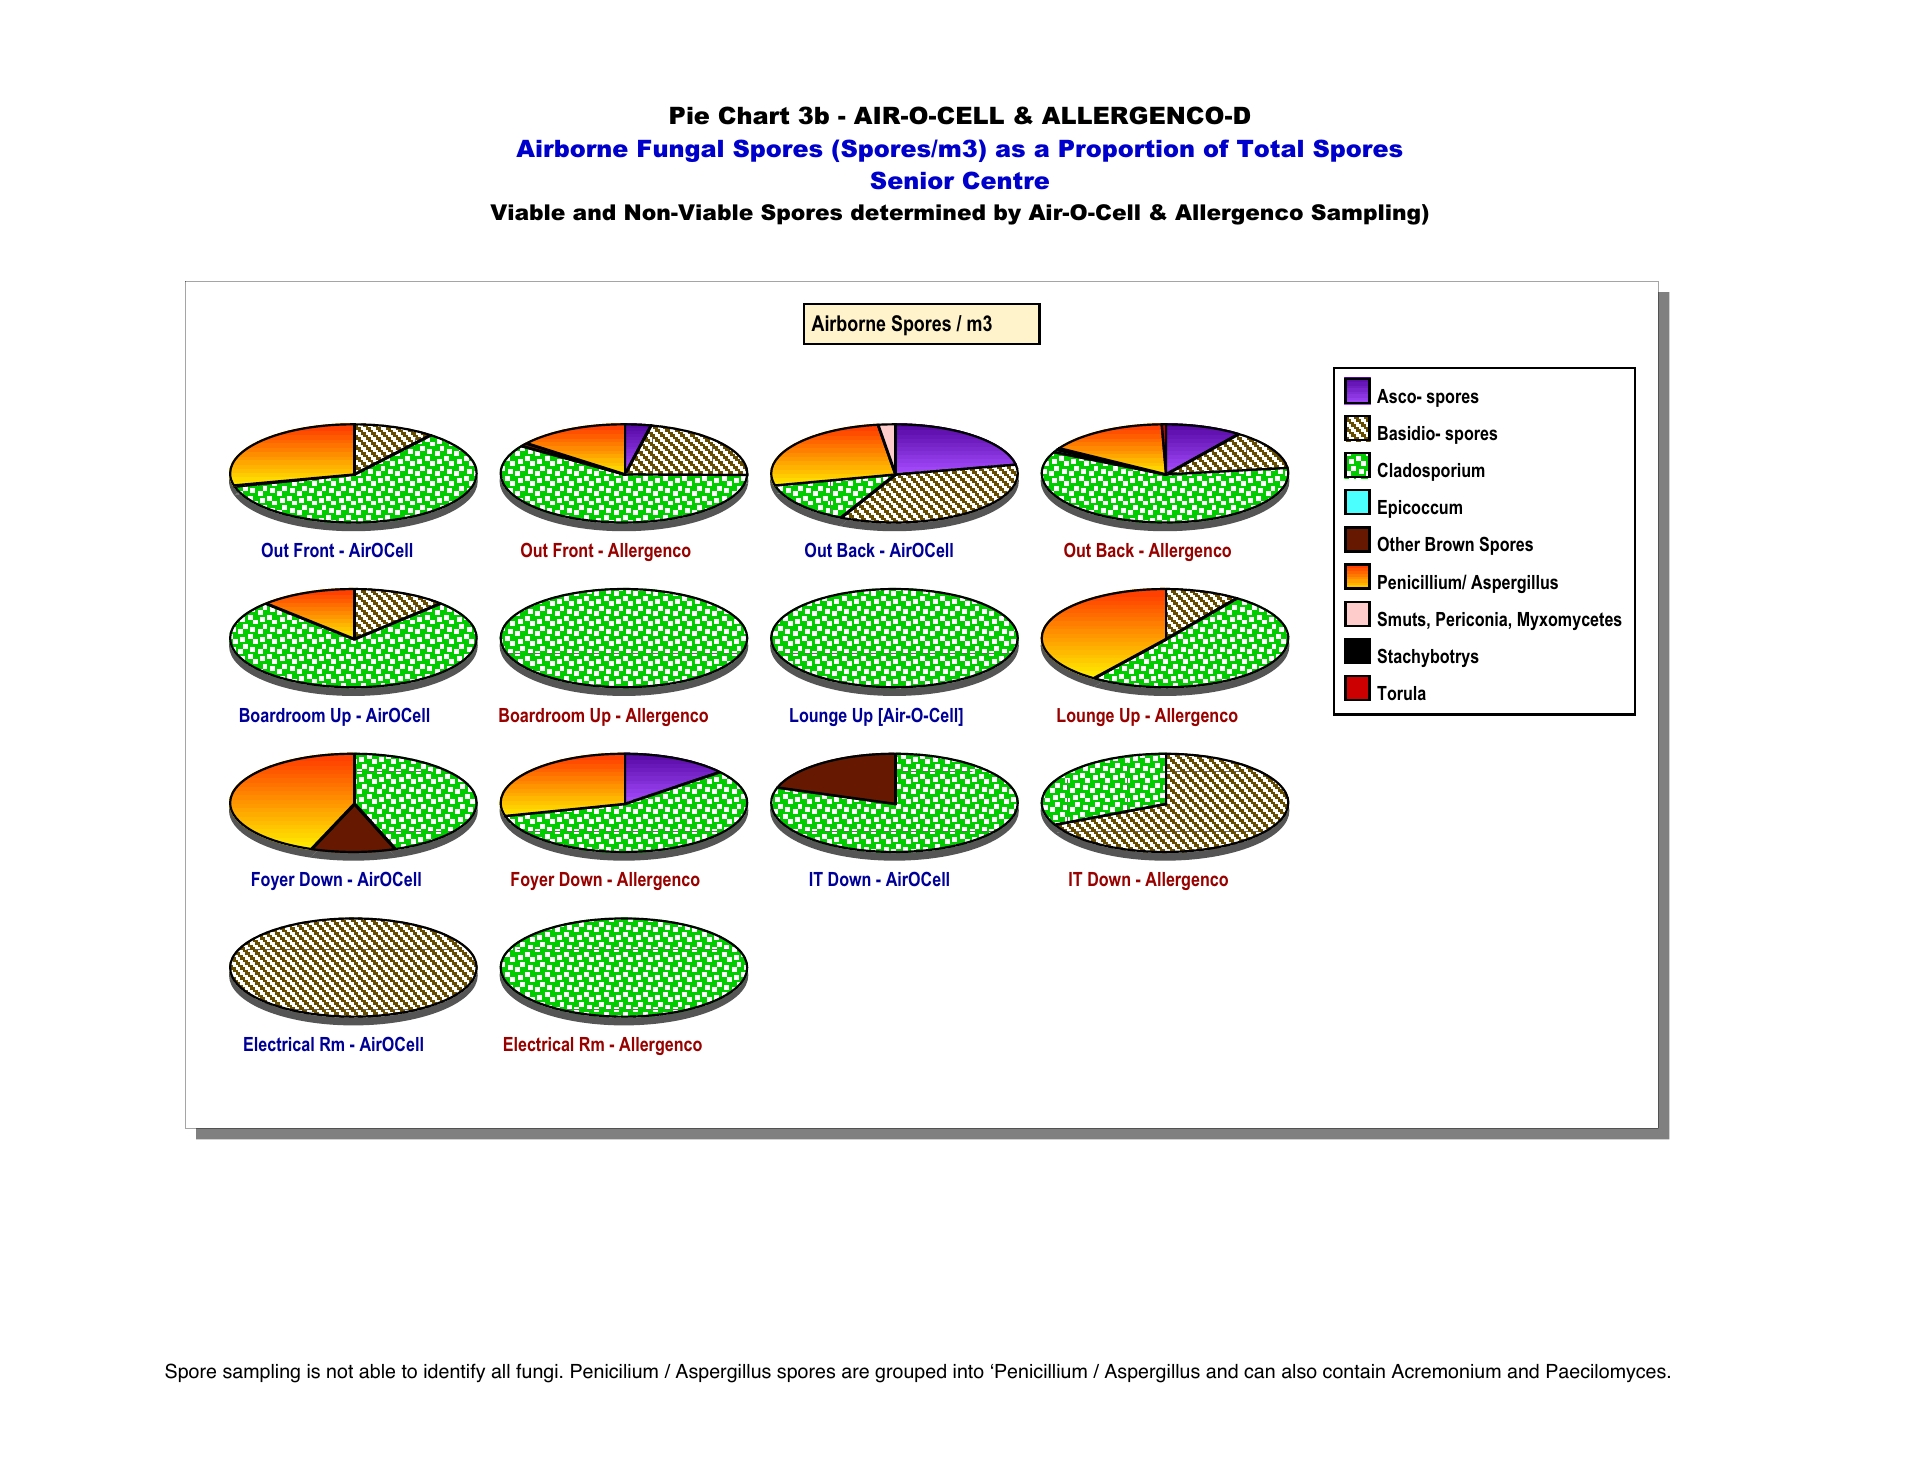 Pie Chart 3b - AIR-O-CELL & ALLERGENCO-D
Airborne Fungal Spores (Spores/m3) as a Proportion of Total Spores
Senior Centre
Viable and Non-Viable Spores determined by Air-O-Cell & Allergenco Sampling)
Airborne Spores / m3
Asco- spores
Basidio- spores
Cladosporium
Epicoccum
Other Brown Spores
Penicillium/ Aspergillus
Smuts, Periconia, Myxomycetes
Stachybotrys
Torula
Out Front - AirOCell
Out Front - Allergenco
Out Back - AirOCell
Out Back - Allergenco
Boardroom Up - AirOCell
Boardroom Up - Allergenco
Lounge Up [Air-O-Cell]
Lounge Up - Allergenco
Foyer Down - AirOCell
Foyer Down - Allergenco
IT Down - AirOCell
IT Down - Allergenco
Electrical Rm - AirOCell
Electrical Rm - Allergenco
Spore sampling is not able to identify all fungi. Penicilium / Aspergillus spores are grouped into ‘Penicillium / Aspergillus and can also contain Acremonium and Paecilomyces.